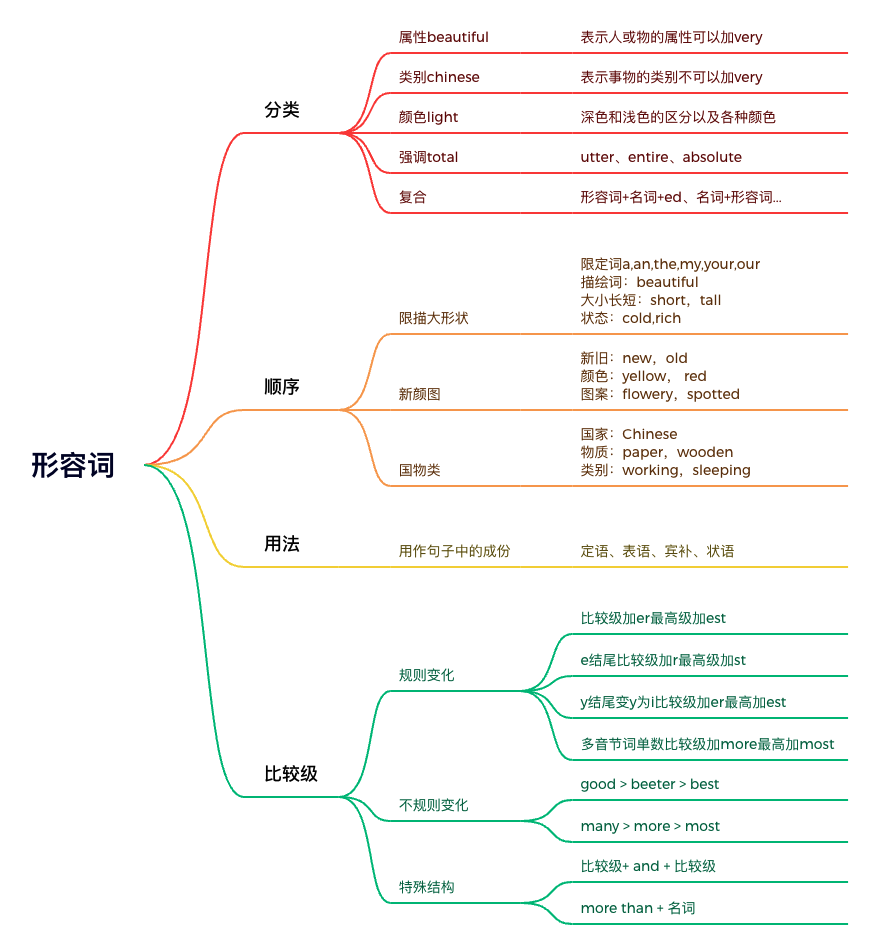 形容词
分类
属性beautiful
表示人或物的属性可以加very
类别chinese
表示事物的类别不可以加very
颜色light
深色和浅色的区分以及各种颜色
强调total
utter、entire、absolute
复合
形容词+名词+ed、名词+形容词...
顺序
限描大形状
限定词a,an,the,my,your,our
描绘词：beautiful
大小长短：short，tall
状态：cold,rich
新颜图
新旧：new，old
颜色：yellow， red
图案：flowery，spotted
国物类
国家：Chinese
物质：paper，wooden
类别：working，sleeping
用法
用作句子中的成份
定语、表语、宾补、状语
比较级
规则变化
比较级加er最高级加est
e结尾比较级加r最高级加st
y结尾变y为i比较级加er最高加est
多音节词单数比较级加more最高加most
不规则变化
good > beeter > best
many > more > most
特殊结构
比较级+ and + 比较级
more than + 名词